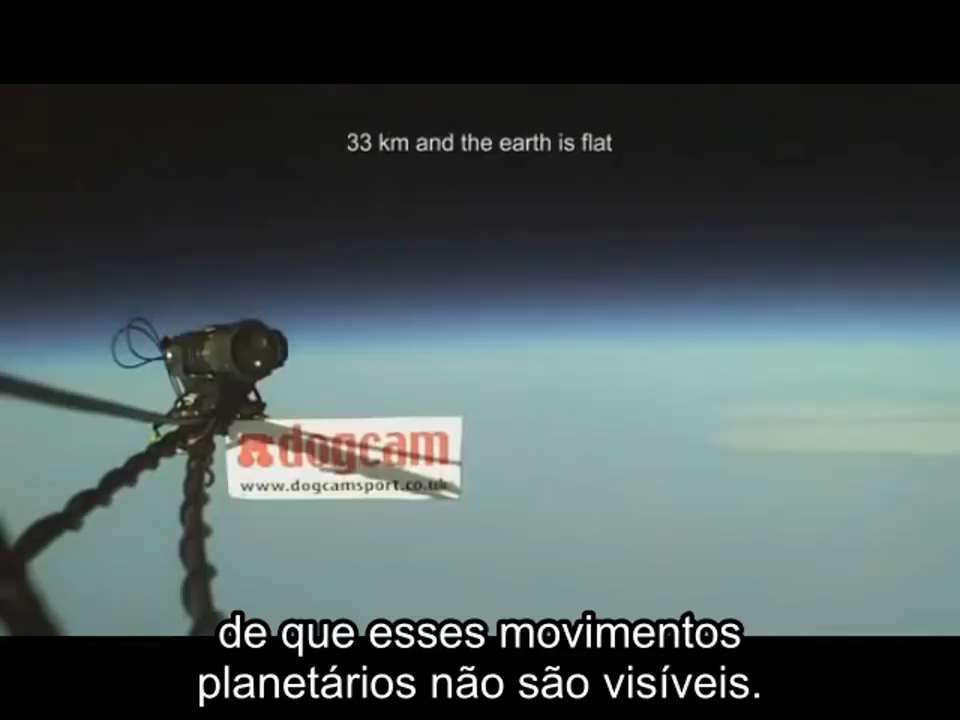 33 km and the earth is flat
dogcam
www.dogcamsport.co.uk
de que esses movimentos
planetários não são visíveis.